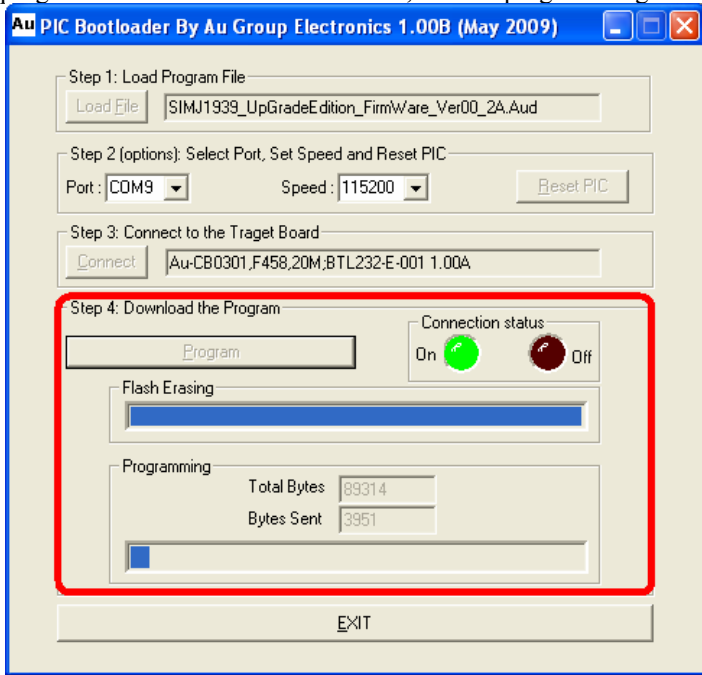 Au PIC Bootloader By Au Group Electronics 1.00B (May 2009)
Step 1: Load Program File
Load File SIMJ1939_UpGradeEdition_FirmWare_Ver00_2A.Aud
Step 2 (options): Select Port, Set Speed and Reset PIC
Port : COM9 Speed : 115200 Reset PIC
Step 3: Connect to the Traget Board
Connect Au-CB0301,F458,20M;BTL232-E-001 1.00A
Step 4: Download the Program
Connection status
Program On Off
Flash Erasing
Programming
Total Bytes 89314
Bytes Sent 3951
EXIT